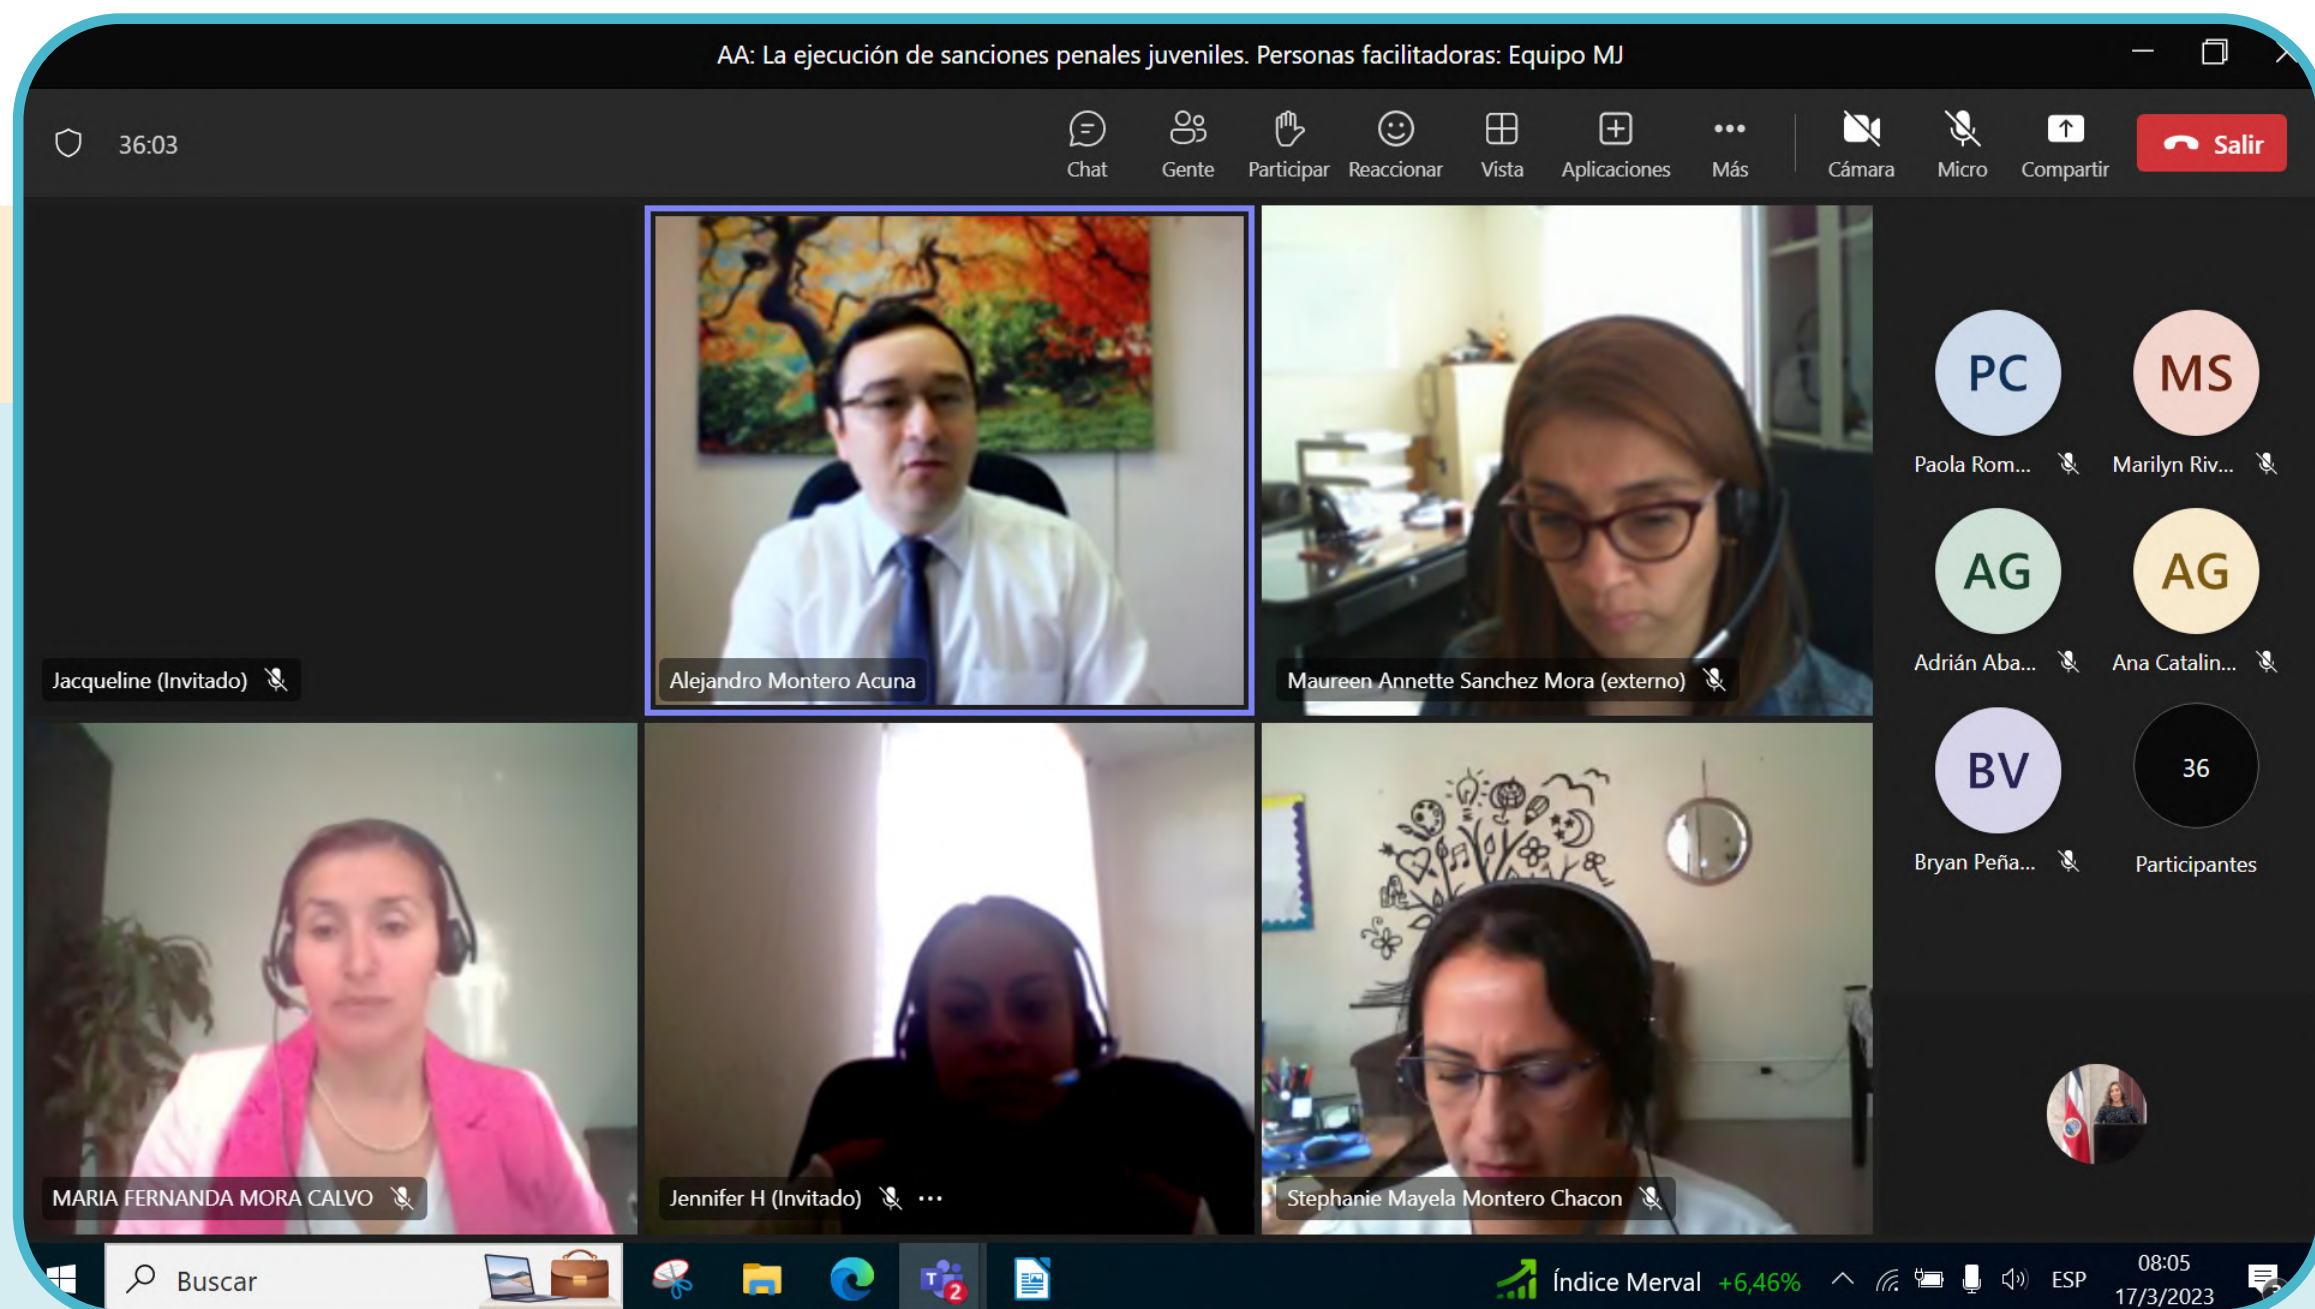 AA: La ejecución de sanciones penales juveniles. Personas facilitadoras: Equipo MJ
36:03
Chat
Gente
Participar
Reaccionar
Vista
Aplicaciones
Más
Cámara
Micro
Compartir
Salir
Jacqueline (Invitado)
Alejandro Montero Acuna
Maureen Annette Sanchez Mora (externo)
PC
MS
Paola Rom...
Marilyn Riv...
AG
AG
Adrián Aba...
Ana Catalin...
BV
36
Bryan Peña...
Participantes
MARIA FERNANDA MORA CALVO
Jennifer H (Invitado)
Stephanie Mayela Montero Chacon
Buscar
T
2
Índice Merval +6,46%
ESP
08:05
17/3/2023